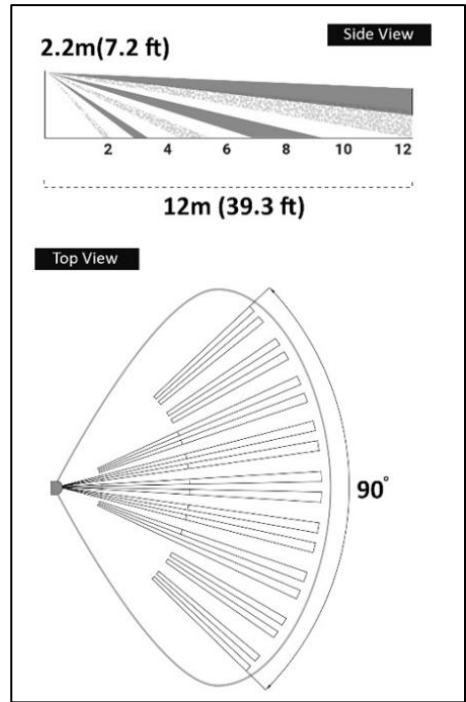 Side View
2.2m(7.2 ft)
2 4 6 8 10 12
12m (39.3 ft)
Top View
90°